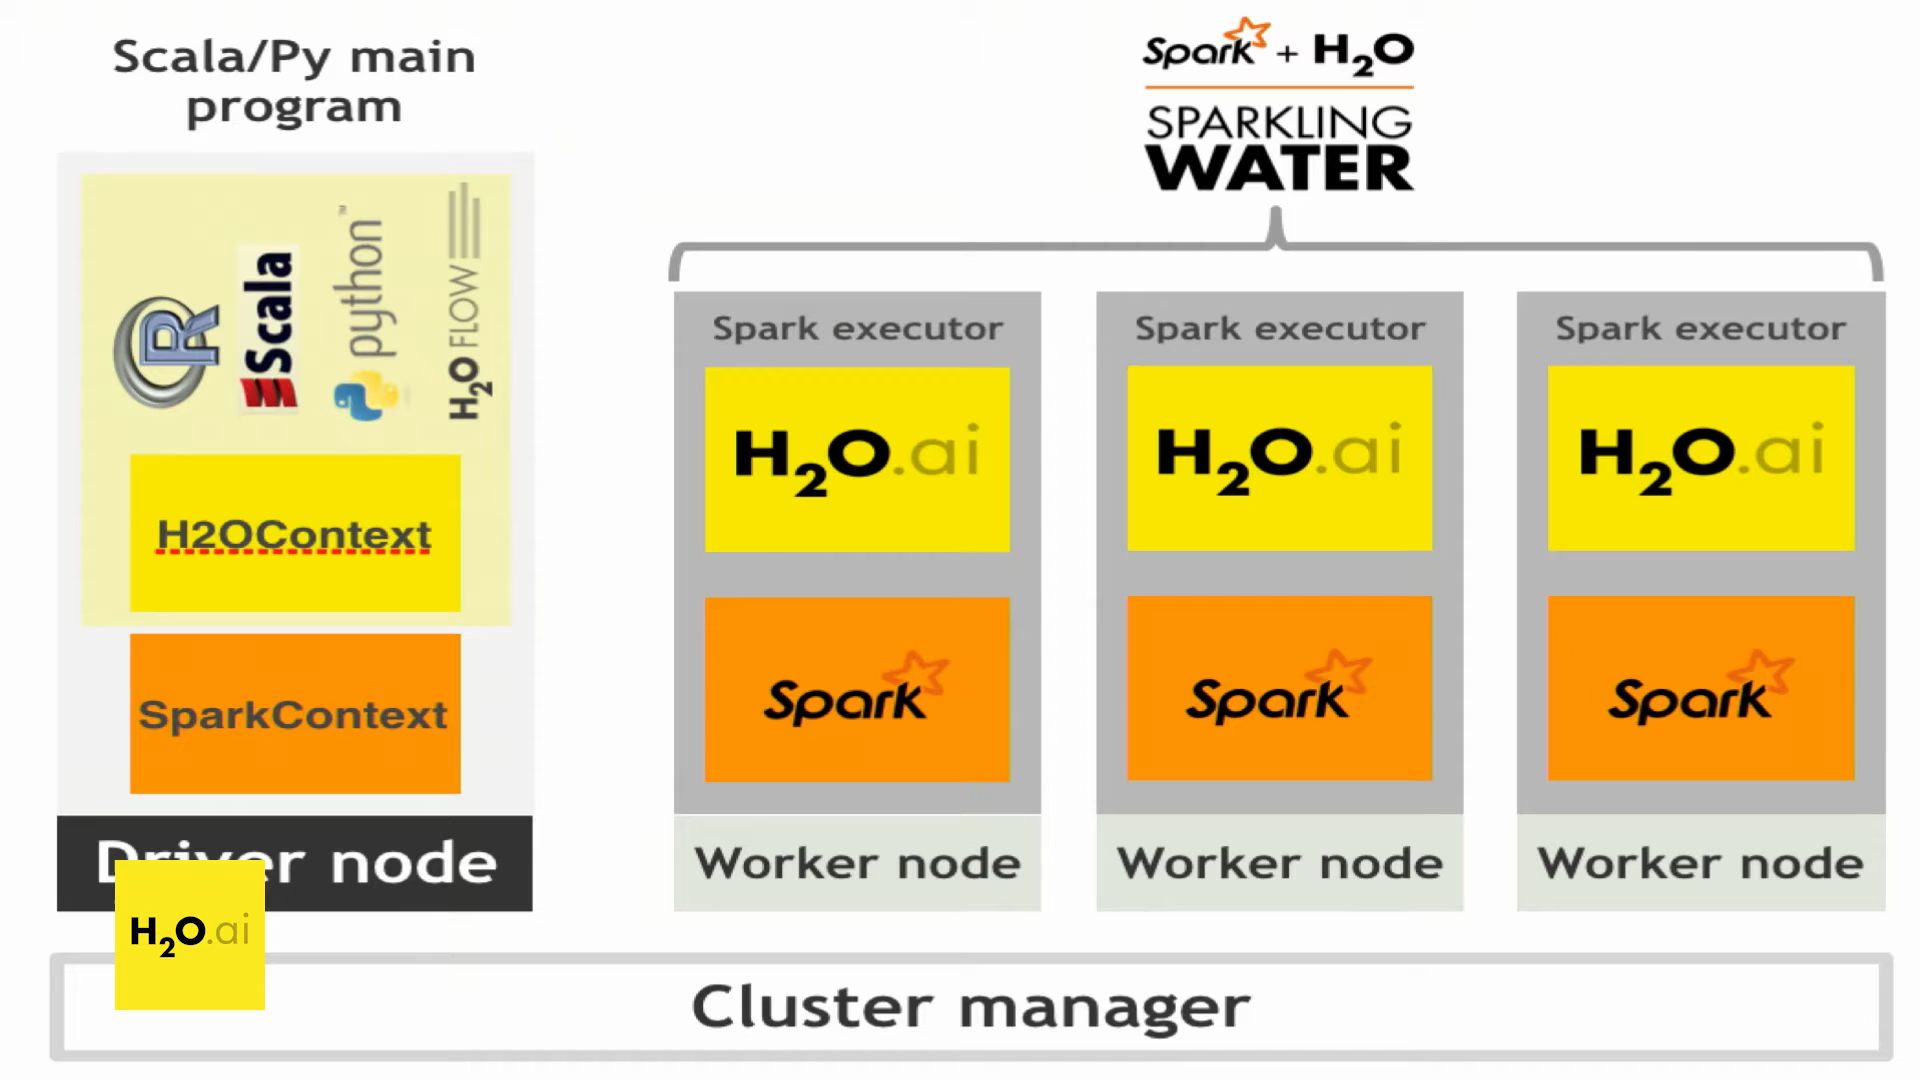 Scala/Py main
program
R
Scala
python™
H2O FLOW
H2OContext
SparkContext
Driver node
H2O.ai
Spark + H2O
SPARKLING
WATER
Spark executor
H2O.ai
Spark
Worker node
Spark executor
H2O.ai
Spark
Worker node
Spark executor
H2O.ai
Spark
Worker node
Cluster manager